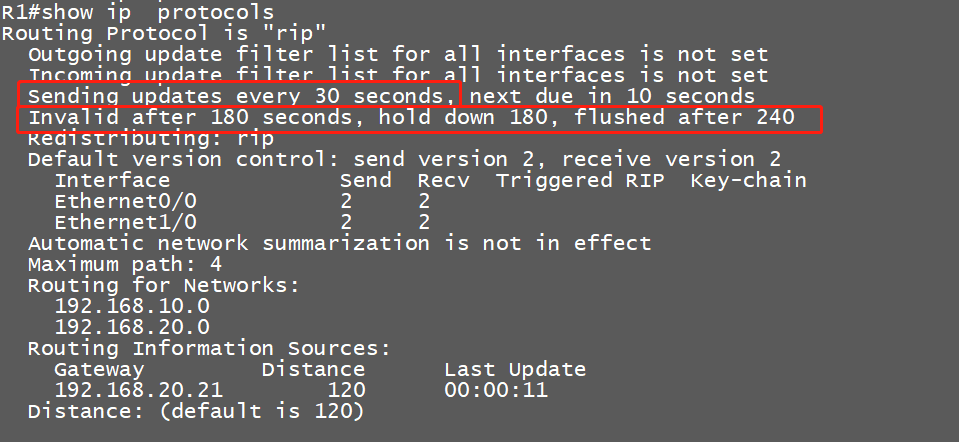 R1#show ip  protocols
Routing Protocol is "rip"
  Outgoing update filter list for all interfaces is not set
  Incoming update filter list for all interfaces is not set
  Sending updates every 30 seconds, next due in 10 seconds
  Invalid after 180 seconds, hold down 180, flushed after 240
  Redistributing: rip
  Default version control: send version 2, receive version 2
    Interface             Send  Recv  Triggered RIP  Key-chain
    Ethernet0/0           2     2
    Ethernet1/0           2     2
  Automatic network summarization is not in effect
  Maximum path: 4
  Routing for Networks:
    192.168.10.0
    192.168.20.0
  Routing Information Sources:
    Gateway         Distance      Last Update
    192.168.20.21        120      00:00:11
  Distance: (default is 120)